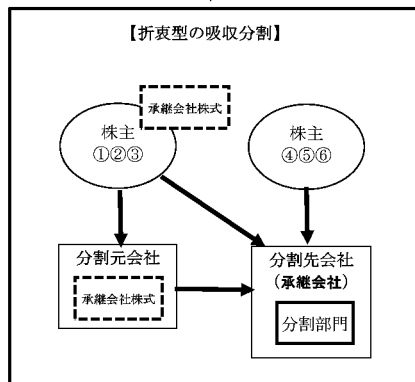 【折衷型の吸収分割】
承継会社株式
株主
①②③
株主
④⑤⑥
分割元会社
承継会社株式
分割先会社
(承継会社)
分割部門